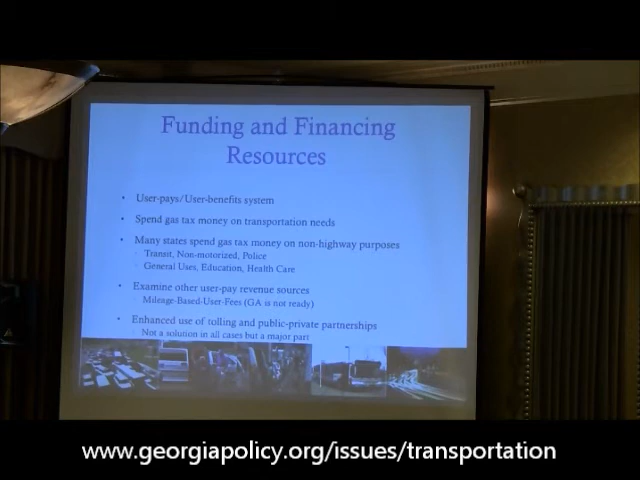 Funding and Financing
Resources
• User-pays/User-benefits system
• Spend gas tax money on transportation needs
• Many states spend gas tax money on non-highway purposes
Transit, Non-motorized, Police
General Uses, Education, Health Care
• Examine other user-pay revenue sources
Mileage-Based-User-Fees (GA is not ready)
• Enhanced use of tolling and public-private partnerships
Not a solution in all cases but a major part
www.georgiapolicy.org/issues/transportation